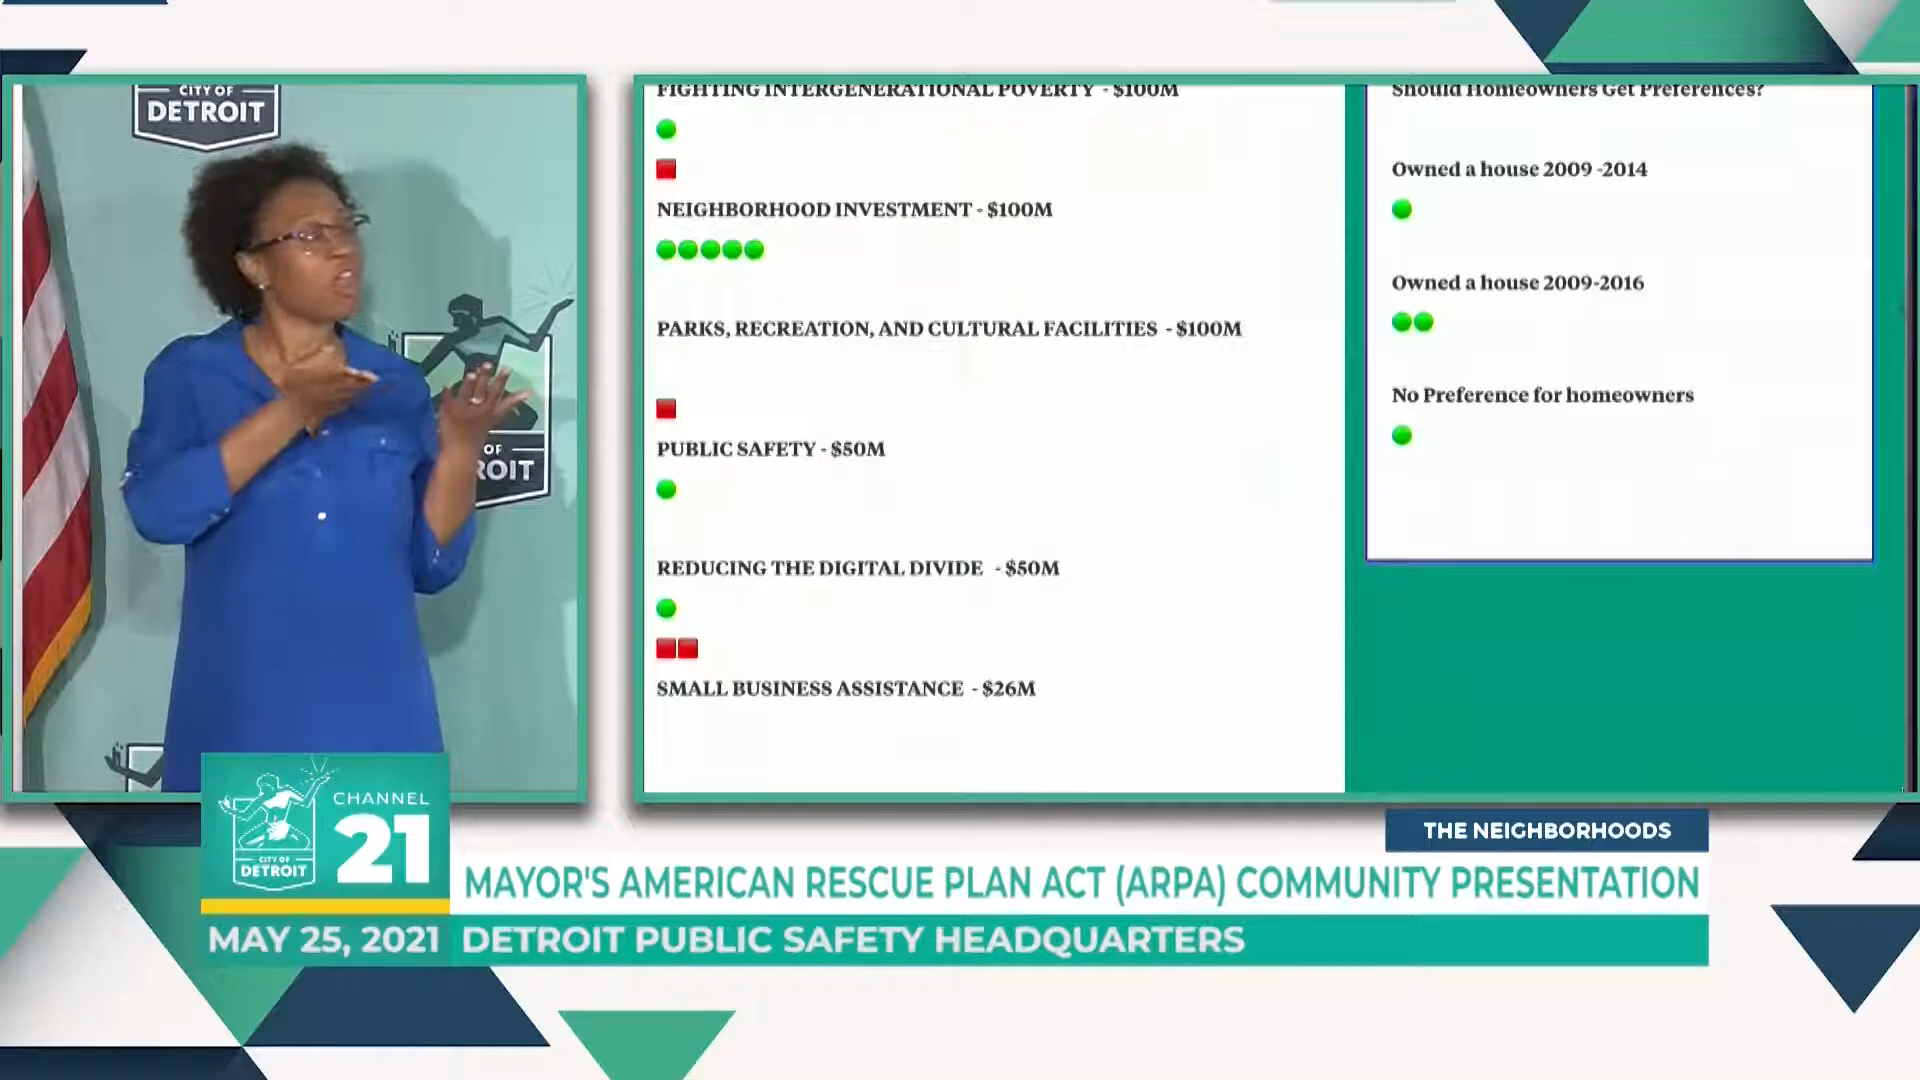 CITY OF
DETROIT
OF
ROIT
FIGHTING INTERGENERATIONAL POVERTY - $100M
NEIGHBORHOOD INVESTMENT - $100M
PARKS, RECREATION, AND CULTURAL FACILITIES - $100M
PUBLIC SAFETY - $50M
REDUCING THE DIGITAL DIVIDE - $50M
SMALL BUSINESS ASSISTANCE - $26M
Should Homeowners Get Preferences?
Owned a house 2009 -2014
Owned a house 2009-2016
No Preference for homeowners
THE NEIGHBORHOODS
CHANNEL
21
CITY OF
DETROIT
MAYOR'S AMERICAN RESCUE PLAN ACT (ARPA) COMMUNITY PRESENTATION
MAY 25, 2021
DETROIT PUBLIC SAFETY HEADQUARTERS